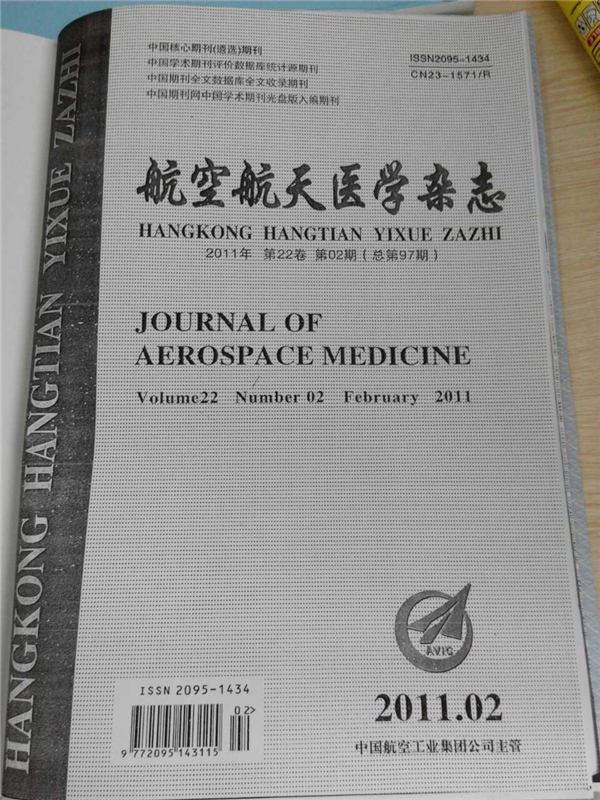 中国核心期刊(遴选)期刊
中国学术期刊评价数据库统计源期刊
中国期刊全文数据库全文收录期刊
中国期刊网中国学术期刊光盘版入编期刊
ISSN2095-1434
CN23-1571/R
航空航天医学杂志
HANGKONG HANGTIAN YIXUE ZAZHI
2011年 第22卷 第02期(总第97期)
JOURNAL OF
AEROSPACE MEDICINE
Volume22 Number 02 February 2011
HANGKONG HANGTIAN YIXUE ZAZHI
AVIC
ISSN 2095-1434
02>
9 772095 143115
2011.02
中国航空工业集团公司主管